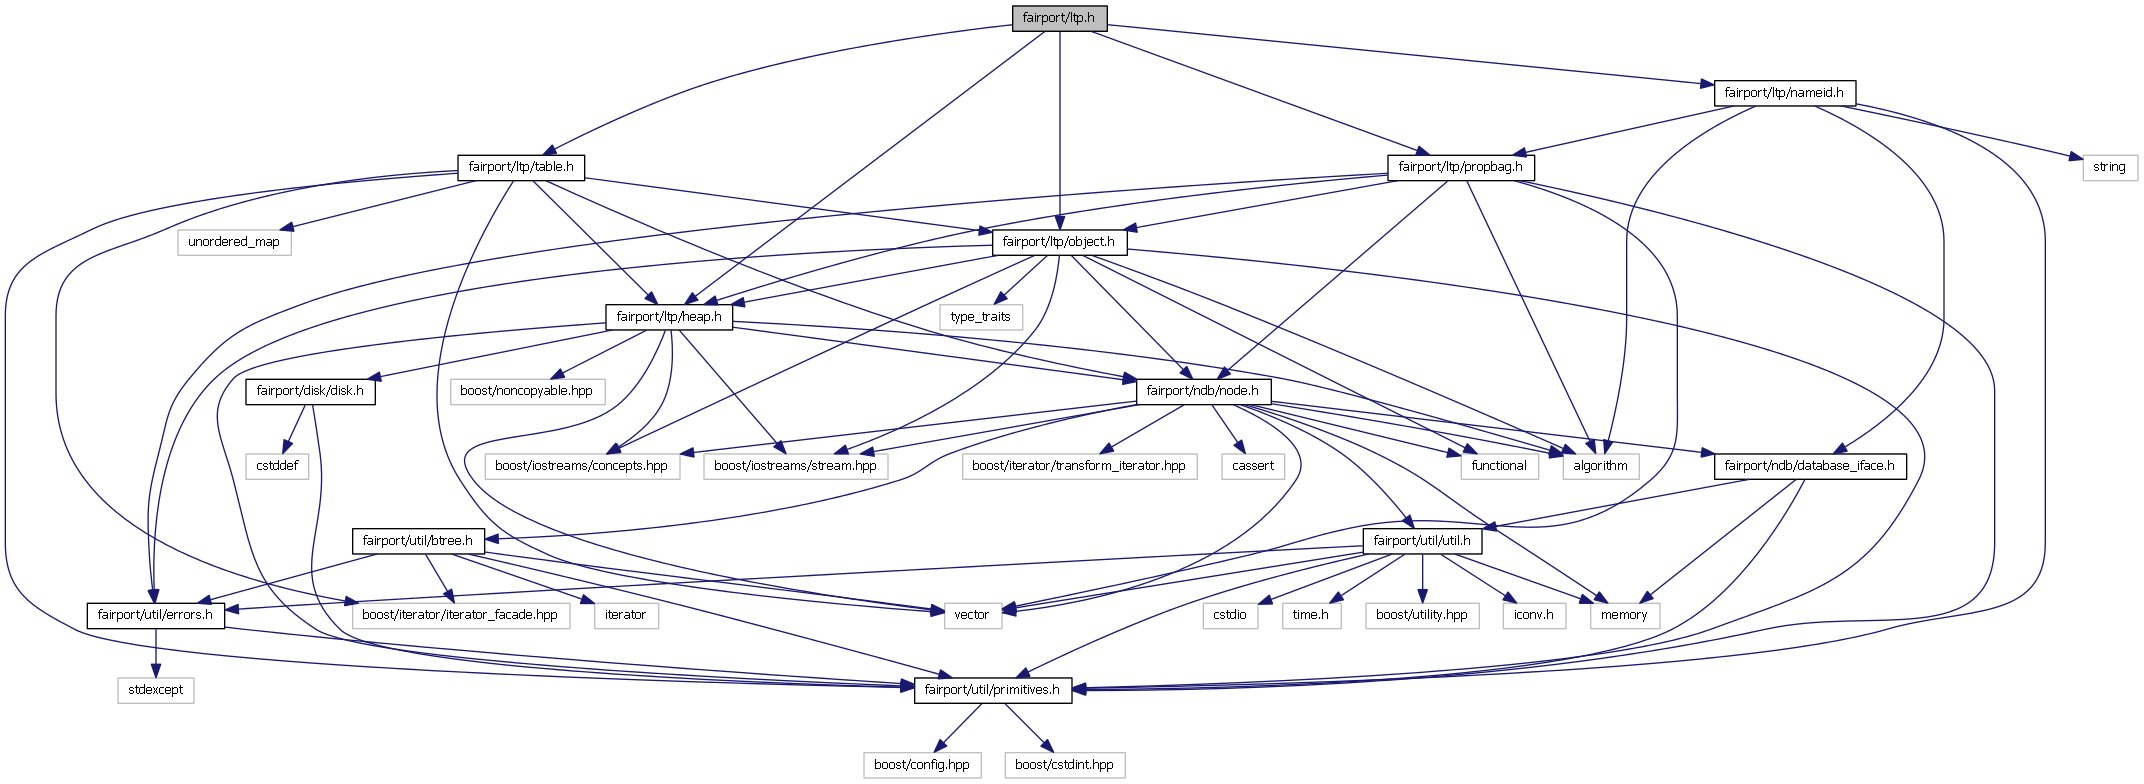 fairport/ltp.h
fairport/ltp/nameid.h
fairport/ltp/table.h
fairport/ltp/propbag.h
string
unordered_map
fairport/ltp/object.h
fairport/ltp/heap.h
type_traits
fairport/disk/disk.h
boost/noncopyable.hpp
fairport/ndb/node.h
cstddef
boost/iostreams/concepts.hpp
boost/iostreams/stream.hpp
boost/iterator/transform_iterator.hpp
cassert
functional
algorithm
fairport/ndb/database_iface.h
fairport/util/btree.h
fairport/util/util.h
fairport/util/errors.h
boost/iterator/iterator_facade.hpp
iterator
vector
cstdio
time.h
boost/utility.hpp
iconv.h
memory
stdexcept
fairport/util/primitives.h
boost/config.hpp
boost/cstdint.hpp